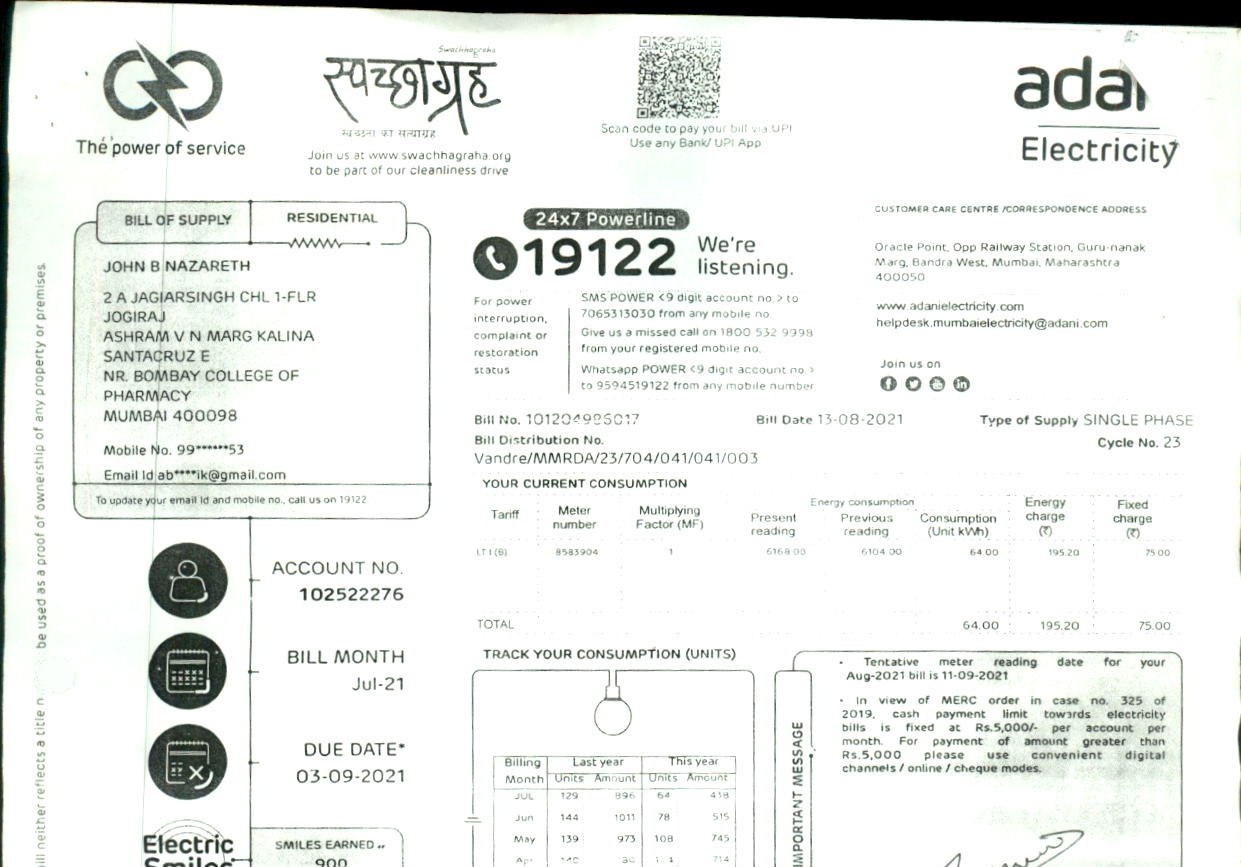 The power of service
Swachhagraha
स्वच्छाग्रह
स्वच्छता का सत्याग्रह
Join us at www.swachhagraha.org
to be part of our cleanliness drive
Scan code to pay your bill via UPI
Use any Bank/ UPI App
adai
Electricity
BILL OF SUPPLY
RESIDENTIAL
JOHN B NAZARETH
2 A JAGIARSINGH CHL 1-FLR
JOGIRAJ
ASHRAM V N MARG KALINA
SANTACRUZ E
NR. BOMBAY COLLEGE OF
PHARMACY
MUMBAI 400098
Mobile No. 99******53
Email Id ab****ik@gmail.com
To update your email Id and mobile no., call us on 19122
24x7 Powerline
19122 We're
listening.
For power
interruption,
complaint or
restoration
status
SMS POWER <9 digit account no.> to
7065313030 from any mobile no.
Give us a missed call on 1800 532 9998
from your registered mobile no.
Whatsapp POWER <9 digit account no.>
to 9594519122 from any mobile number
CUSTOMER CARE CENTRE /CORRESPONDENCE ADDRESS
Oracle Point, Opp Railway Station, Guru-nanak
Marg, Bandra West, Mumbai, Maharashtra
400050
www.adanielectricity.com
helpdesk.mumbaielectricity@adani.com
Join us on
Bill No. 101204985017 Bill Date 13-08-2021 Type of Supply SINGLE PHASE
Bill Distribution No. Cycle No. 23
Vandre/MMRDA/23/704/041/041/003
YOUR CURRENT CONSUMPTION
Tariff Meter number Multiplying Factor (MF) Energy consumption Present reading Previous reading Consumption (Unit kWh) Energy charge (₹) Fixed charge (₹)
LT I (B) 8583904 1 6168.00 6104.00 64.00 195.20 75.00
TOTAL 64.00 195.20 75.00
ACCOUNT NO.
102522276
BILL MONTH
Jul-21
DUE DATE*
03-09-2021
Electric
Smiles
SMILES EARNED
900
TRACK YOUR CONSUMPTION (UNITS)
Billing Last year This year
Month Units Amount Units Amount
JUL 129 896 64 438
Jun 144 1011 78 515
May 139 973 108 745
Apr 714
IMPORTANT MESSAGE
· Tentative meter reading date for your
Aug-2021 bill is 11-09-2021
· In view of MERC order in case no. 325 of
2019, cash payment limit towards electricity
bills is fixed at Rs.5,000/- per account per
month. For payment of amount greater than
Rs.5,000 please use convenient digital
channels / online / cheque modes.
ill neither reflects a title n
be used as a proof of ownership of any property or premises.